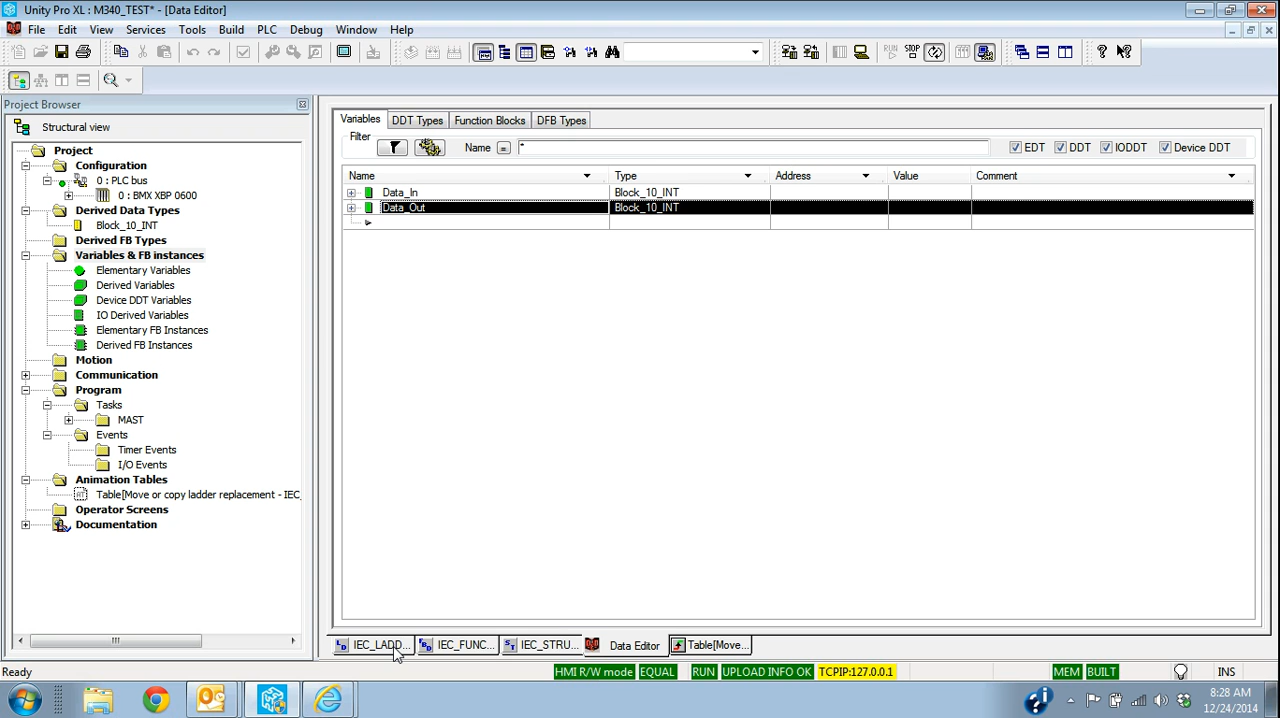 Unity Pro XL : M340_TEST* - [Data Editor]
File Edit View Services Tools Build PLC Debug Window Help
Project Browser
Structural view
Project
Configuration
0 : PLC bus
0 : BMX XBP 0600
Derived Data Types
Block_10_INT
Derived FB Types
Variables & FB instances
Elementary Variables
Derived Variables
Device DDT Variables
IO Derived Variables
Elementary FB Instances
Derived FB Instances
Motion
Communication
Program
Tasks
MAST
Events
Timer Events
I/O Events
Animation Tables
Table[Move or copy ladder replacement - IEC_
Operator Screens
Documentation
Variables DDT Types Function Blocks DFB Types
Filter
Name = * EDT DDT IODDT Device DDT
Name Type Address Value Comment
Data_In Block_10_INT
Data_Out Block_10_INT
IEC_LADD... IEC_FUNC... IEC_STRU... Data Editor Table[Move...
Ready HMI R/W mode EQUAL RUN UPLOAD INFO OK TCPIP:127.0.0.1 MEM BUILT INS
8:28 AM
12/24/2014